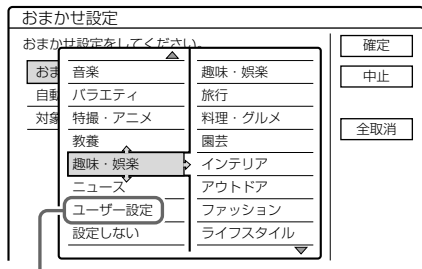 おまかせ設定
おまかせ設定をしてください。
おま
自動
対象
音楽
バラエティ
特撮・アニメ
教養
趣味・娯楽
ニュース
ユーザー設定
設定しない
趣味・娯楽
旅行
料理・グルメ
園芸
インテリア
アウトドア
ファッション
ライフスタイル
確定
中止
全取消